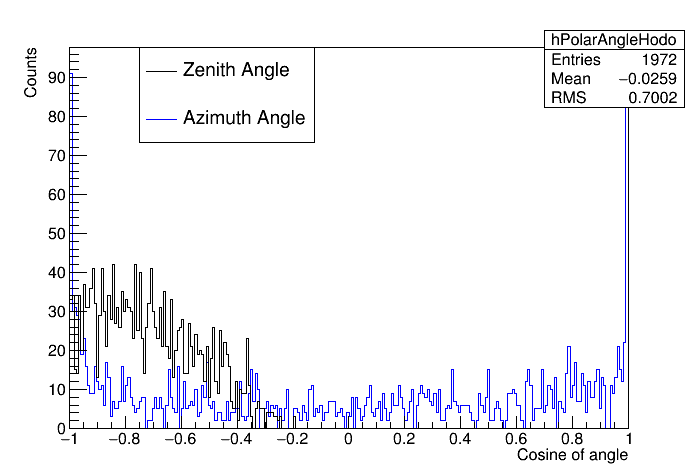 hPolarAngleHodo
Entries 1972
Mean −0.0259
RMS 0.7002
Counts
Zenith Angle
Azimuth Angle
90
80
70
60
50
40
30
20
10
0
−1 −0.8 −0.6 −0.4 −0.2 0 0.2 0.4 0.6 0.8 1
Cosine of angle